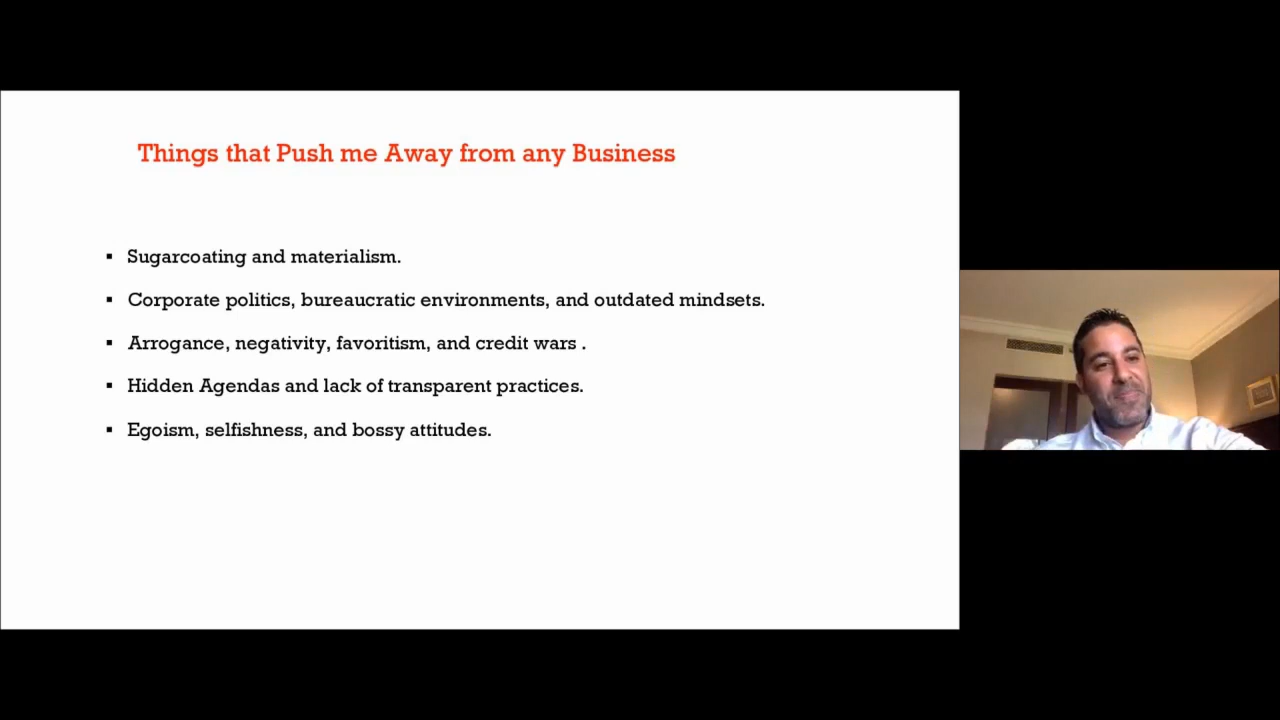 Things that Push me Away from any Business
▪ Sugarcoating and materialism.
▪ Corporate politics, bureaucratic environments, and outdated mindsets.
▪ Arrogance, negativity, favoritism, and credit wars .
▪ Hidden Agendas and lack of transparent practices.
▪ Egoism, selfishness, and bossy attitudes.